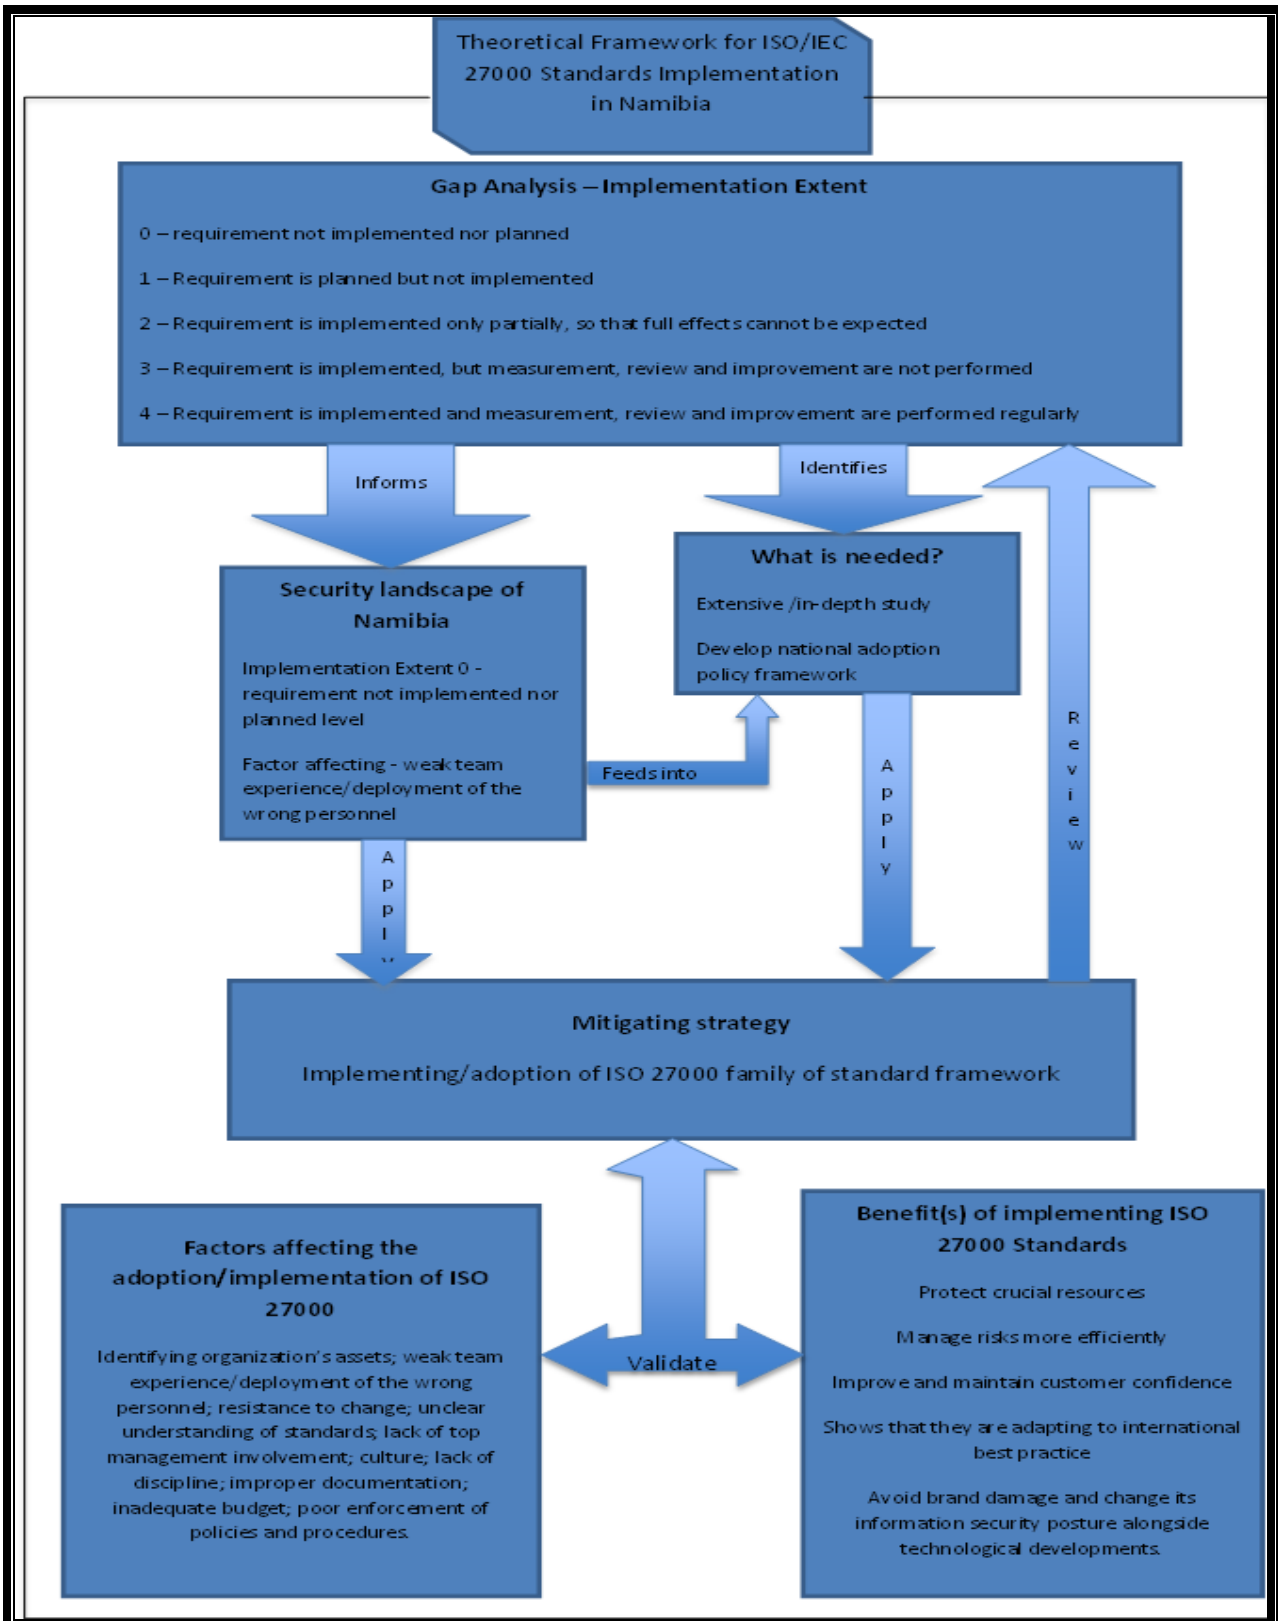 Theoretical Framework for ISO/IEC
27000 Standards Implementation
in Namibia
Gap Analysis – Implementation Extent
0 – requirement not implemented nor planned
1 – Requirement is planned but not implemented
2 – Requirement is implemented only partially, so that full effects cannot be expected
3 – Requirement is implemented, but measurement, review and improvement are not performed
4 – Requirement is implemented and measurement, review and improvement are performed regularly
Informs
Identifies
Security landscape of
Namibia
Implementation Extent 0 -
requirement not implemented nor
planned level
Factor affecting - weak team
experience/deployment of the
wrong personnel
What is needed?
Extensive /in-depth study
Develop national adoption
policy framework
Feeds into
Apply
Apply
Review
Mitigating strategy
Implementing/adoption of ISO 27000 family of standard framework
Validate
Factors affecting the
adoption/implementation of ISO
27000
Identifying organization's assets; weak team
experience/deployment of the wrong
personnel; resistance to change; unclear
understanding of standards; lack of top
management involvement; culture; lack of
discipline; improper documentation;
inadequate budget; poor enforcement of
policies and procedures.
Benefit(s) of implementing ISO
27000 Standards
Protect crucial resources
Manage risks more efficiently
Improve and maintain customer confidence
Shows that they are adapting to international
best practice
Avoid brand damage and change its
information security posture alongside
technological developments.